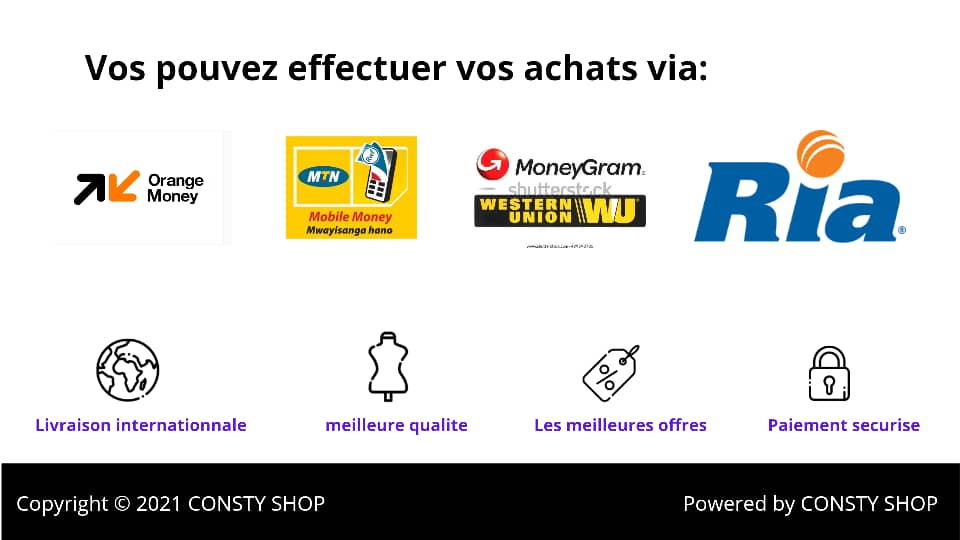 Vos pouvez effectuer vos achats via:
Orange
Money
MTN
Mobile Money
Mwayisanga hano
MoneyGram
shutterstock
WESTERN
UNION
WU
Ria
Livraison internationnale
meilleure qualite
Les meilleures offres
Paiement securise
Copyright © 2021 CONSTY SHOP
Powered by CONSTY SHOP